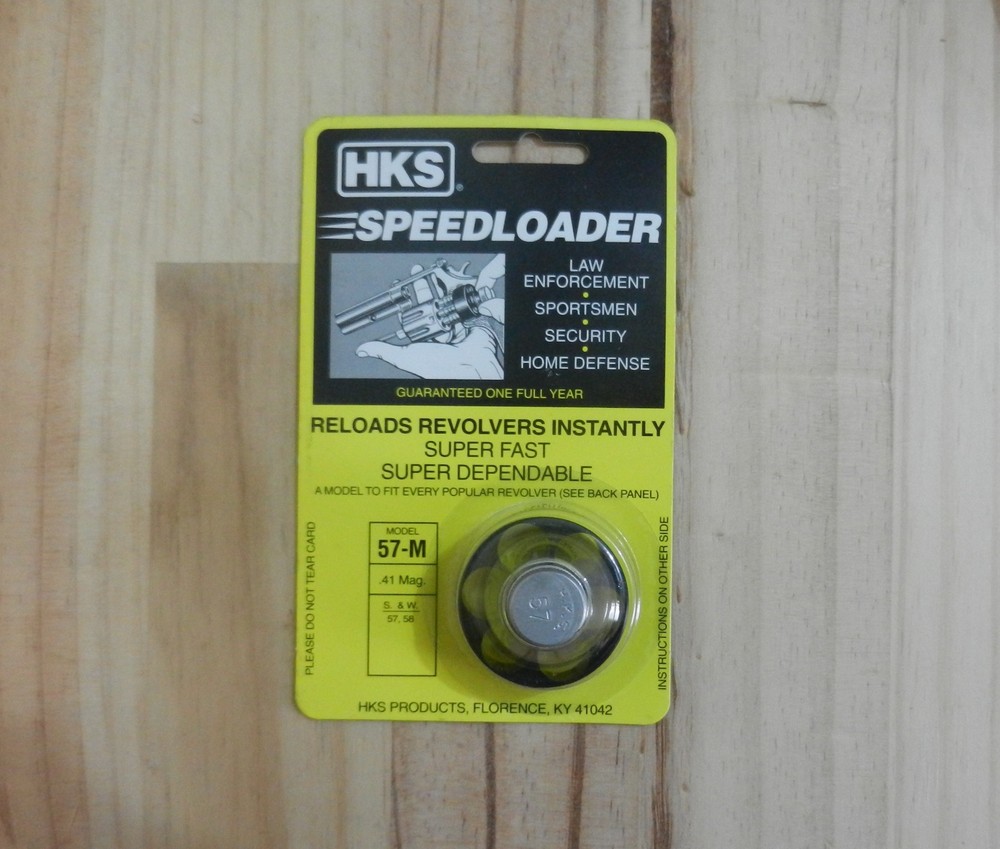 HKS®
SPEEDLOADER
LAW
ENFORCEMENT
•
SPORTSMEN
•
SECURITY
•
HOME DEFENSE
GUARANTEED ONE FULL YEAR
RELOADS REVOLVERS INSTANTLY
SUPER FAST
SUPER DEPENDABLE
A MODEL TO FIT EVERY POPULAR REVOLVER (SEE BACK PANEL)
PLEASE DO NOT TEAR CARD
MODEL
57-M
.41 Mag.
S. & W.
57, 58
57
INSTRUCTIONS ON OTHER SIDE
HKS PRODUCTS, FLORENCE, KY 41042